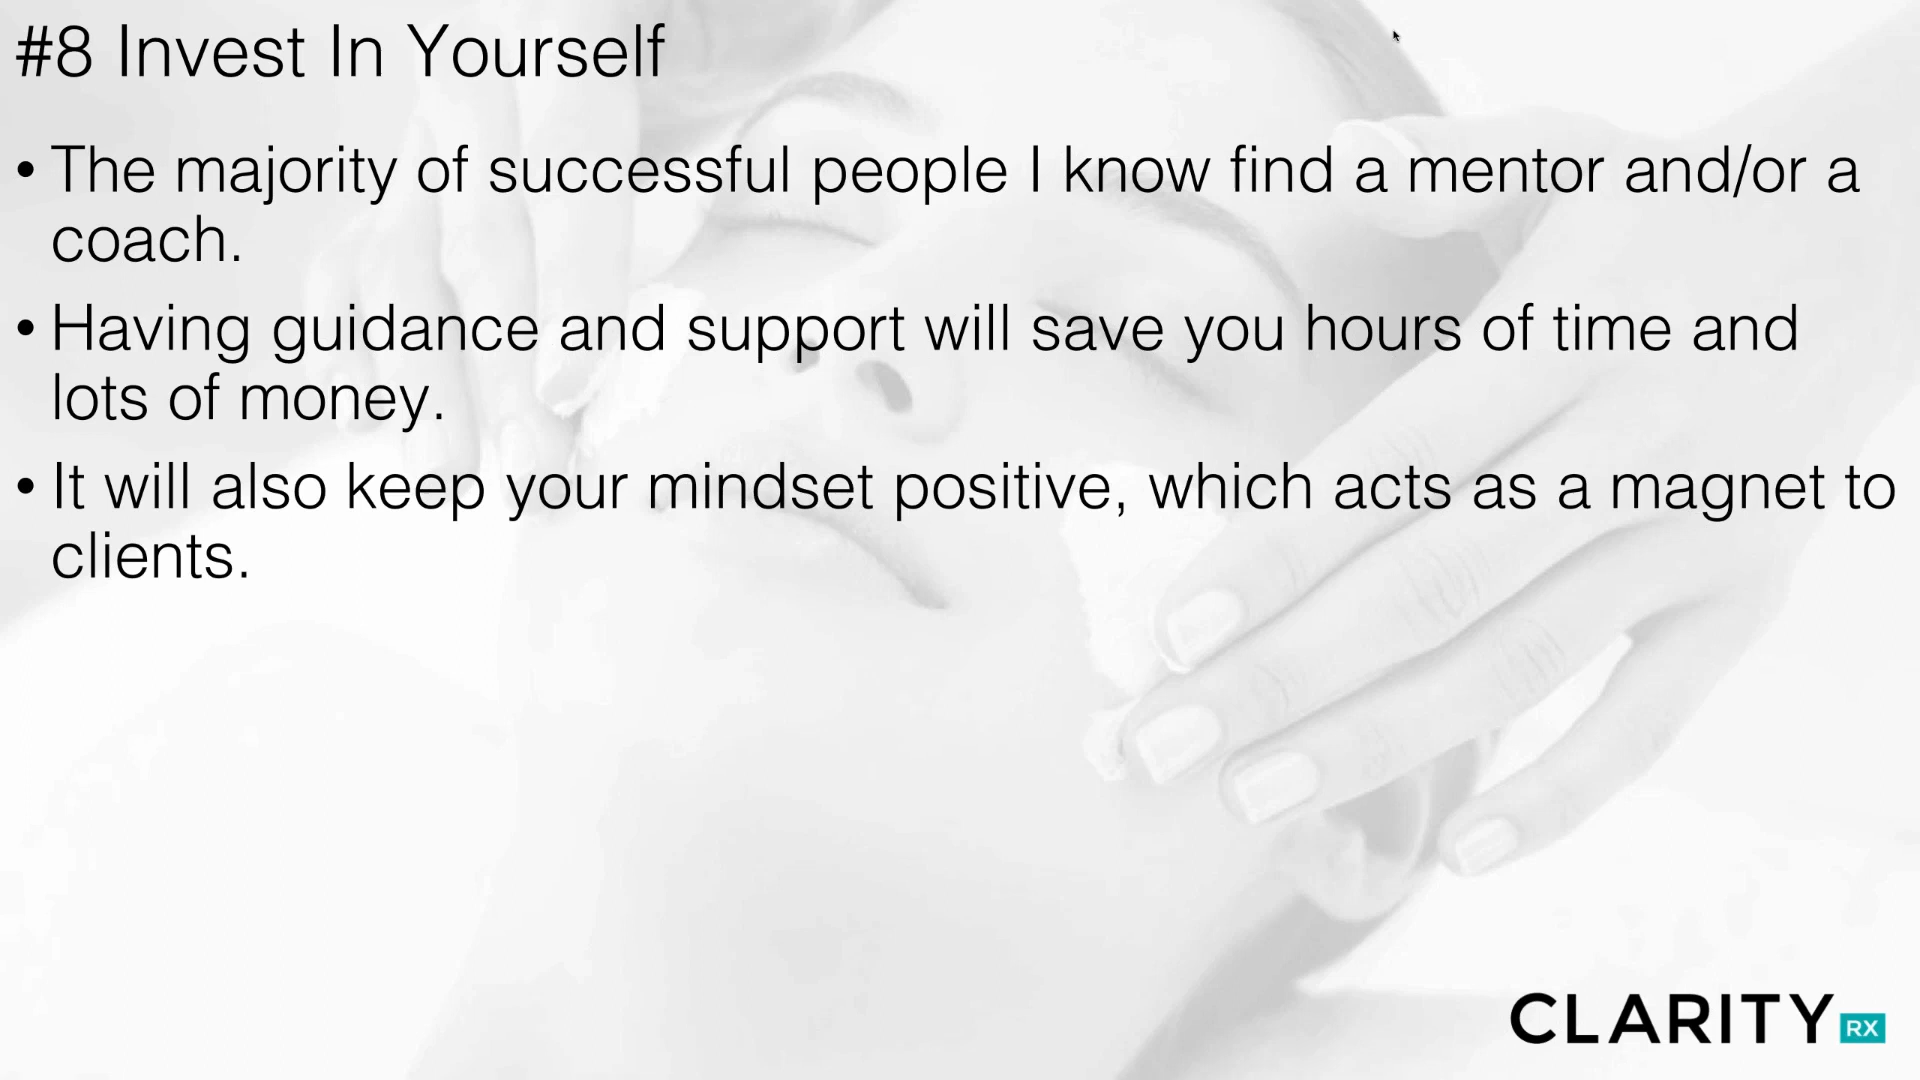 #8 Invest In Yourself
• The majority of successful people I know find a mentor and/or a
coach.
• Having guidance and support will save you hours of time and
lots of money.
• It will also keep your mindset positive, which acts as a magnet to
clients.
CLARITY RX